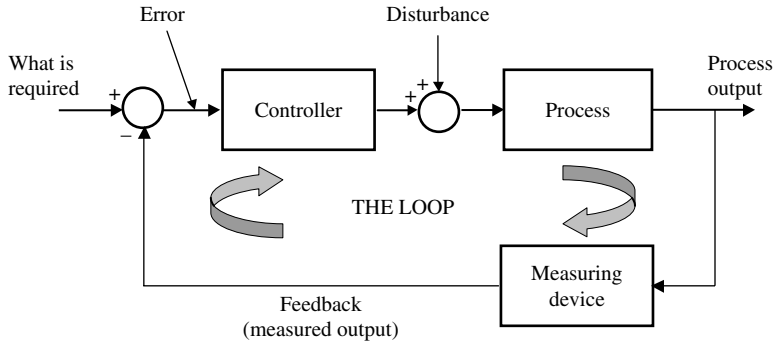 Error
Disturbance
What is
required
Process
output
+
+
+
−
Controller
Process
THE LOOP
Measuring
device
Feedback
(measured output)